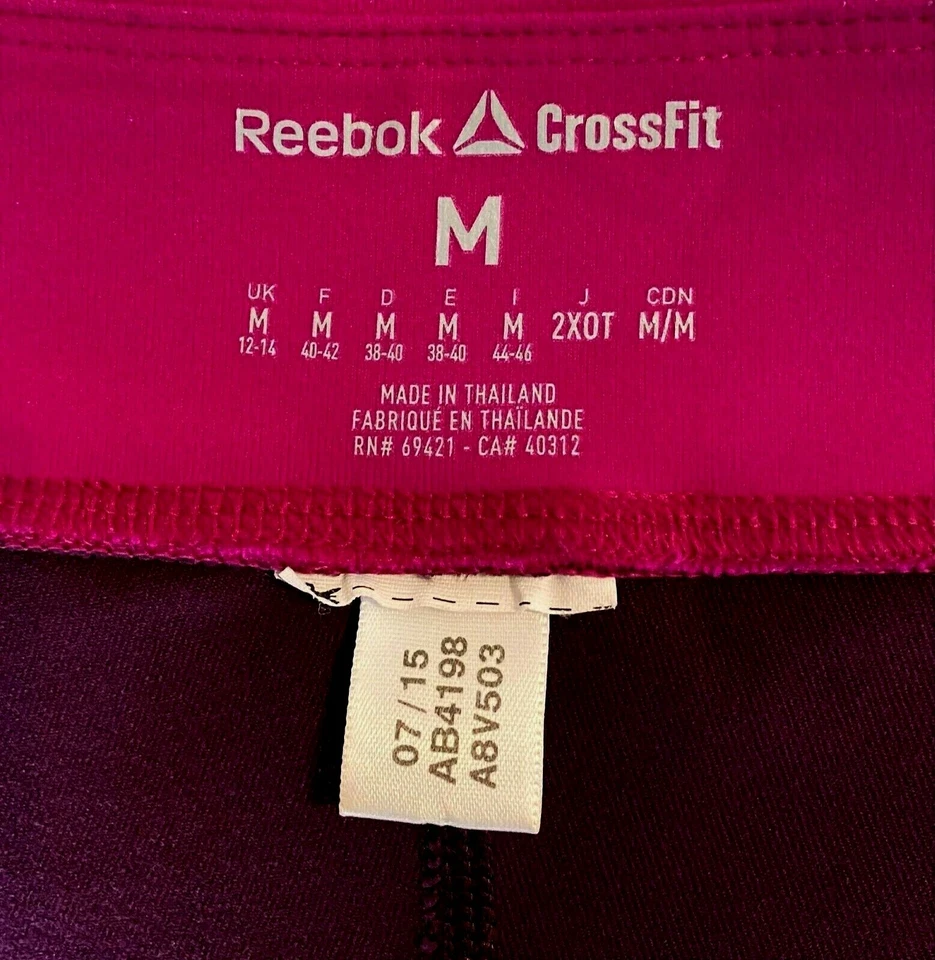 Reebok CrossFit
M
UK F D E I J CDN
M M M M M 2XOT M/M
12-14 40-42 38-40 38-40 44-46
MADE IN THAILAND
FABRIQUÉ EN THAÏLANDE
RN# 69421 - CA# 40312
07/15
AB4198
A8V503